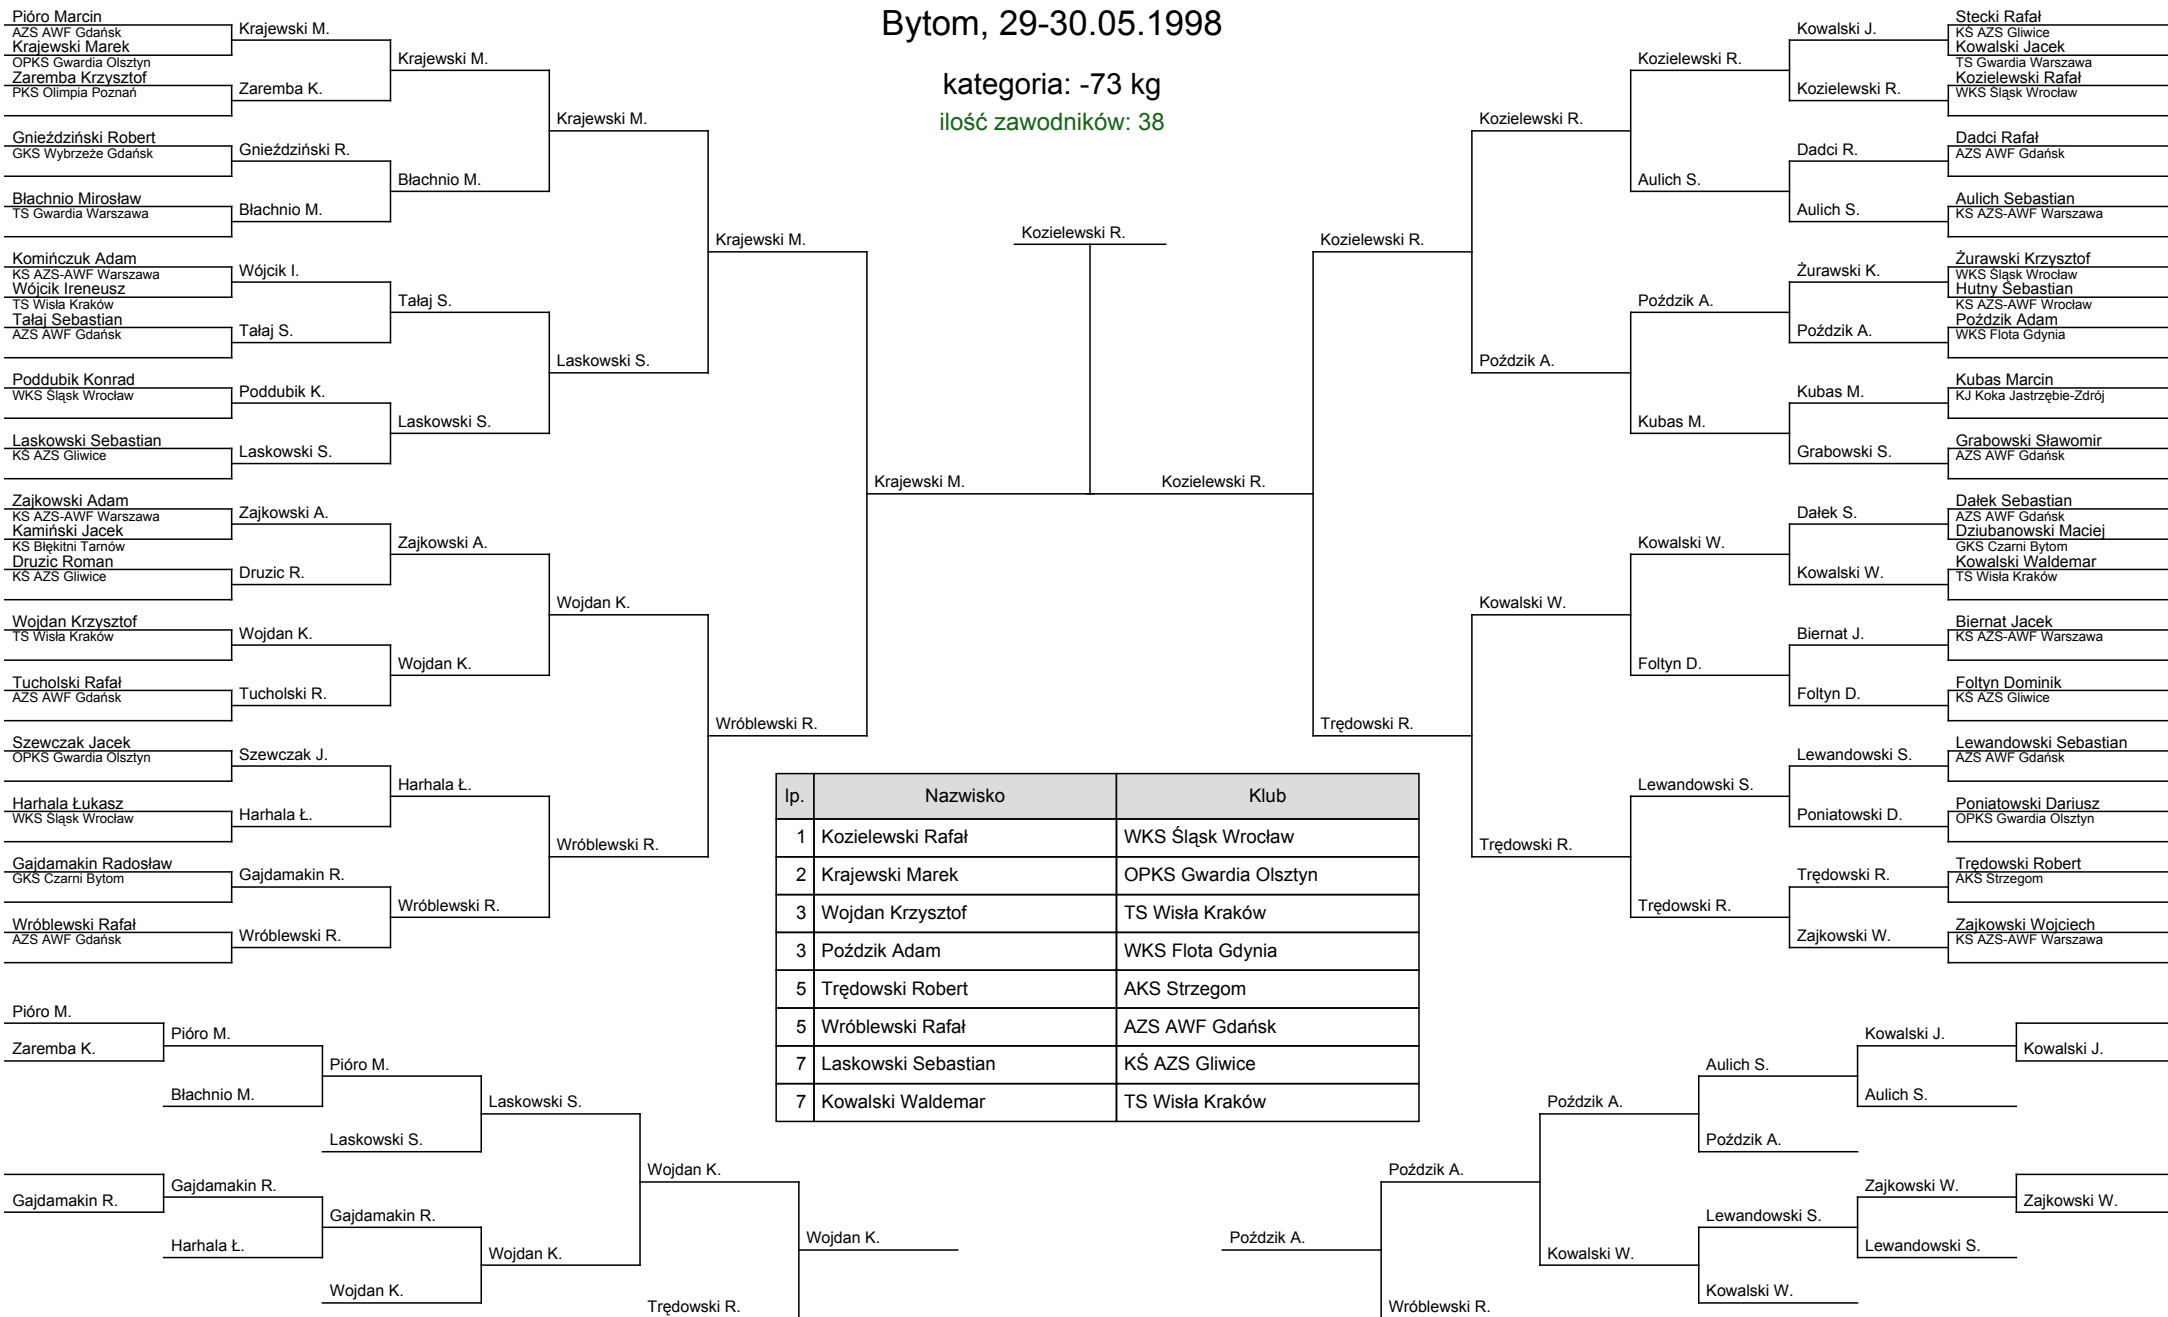 Bytom, 29-30.05.1998
kategoria: -73 kg
ilość zawodników: 38
Pióro Marcin
AZS AWF Gdańsk
Krajewski Marek
OPKS Gwardia Olsztyn
Zaremba Krzysztof
PKS Olimpia Poznań
Gnieździński Robert
GKS Wybrzeże Gdańsk
Błachnio Mirosław
TS Gwardia Warszawa
Komińczuk Adam
KS AZS-AWF Warszawa
Wójcik Ireneusz
TS Wisła Kraków
Tałaj Sebastian
AZS AWF Gdańsk
Poddubik Konrad
WKS Śląsk Wrocław
Laskowski Sebastian
KŚ AZS Gliwice
Zajkowski Adam
KS AZS-AWF Warszawa
Kamiński Jacek
KS Błękitni Tarnów
Druzic Roman
KŚ AZS Gliwice
Wojdan Krzysztof
TS Wisła Kraków
Tucholski Rafał
AZS AWF Gdańsk
Szewczak Jacek
OPKS Gwardia Olsztyn
Harhala Łukasz
WKS Śląsk Wrocław
Gajdamakin Radosław
GKS Czarni Bytom
Wróblewski Rafał
AZS AWF Gdańsk
Krajewski M.
Zaremba K.
Gnieździński R.
Błachnio M.
Wójcik I.
Tałaj S.
Poddubik K.
Laskowski S.
Zajkowski A.
Druzic R.
Wojdan K.
Tucholski R.
Szewczak J.
Harhala Ł.
Gajdamakin R.
Wróblewski R.
Krajewski M.
Błachnio M.
Tałaj S.
Laskowski S.
Zajkowski A.
Wojdan K.
Harhala Ł.
Wróblewski R.
Krajewski M.
Laskowski S.
Wojdan K.
Wróblewski R.
Krajewski M.
Wróblewski R.
Krajewski M.
Kozielewski R.
Kozielewski R.
Kozielewski R.
Trędowski R.
Kozielewski R.
Poździk A.
Kowalski W.
Trędowski R.
Kozielewski R.
Aulich S.
Poździk A.
Kubas M.
Kowalski W.
Foltyn D.
Lewandowski S.
Trędowski R.
Kowalski J.
Kozielewski R.
Dadci R.
Aulich S.
Żurawski K.
Poździk A.
Kubas M.
Grabowski S.
Dałek S.
Kowalski W.
Biernat J.
Foltyn D.
Lewandowski S.
Poniatowski D.
Trędowski R.
Zajkowski W.
Stecki Rafał
KŚ AZS Gliwice
Kowalski Jacek
TS Gwardia Warszawa
Kozielewski Rafał
WKS Śląsk Wrocław
Dadci Rafał
AZS AWF Gdańsk
Aulich Sebastian
KS AZS-AWF Warszawa
Żurawski Krzysztof
WKS Śląsk Wrocław
Hutny Sebastian
KS AZS-AWF Wrocław
Poździk Adam
WKS Flota Gdynia
Kubas Marcin
KJ Koka Jastrzębie-Zdrój
Grabowski Sławomir
AZS AWF Gdańsk
Dałek Sebastian
AZS AWF Gdańsk
Dziubanowski Maciej
GKS Czarni Bytom
Kowalski Waldemar
TS Wisła Kraków
Biernat Jacek
KS AZS-AWF Warszawa
Foltyn Dominik
KŚ AZS Gliwice
Lewandowski Sebastian
AZS AWF Gdańsk
Poniatowski Dariusz
OPKS Gwardia Olsztyn
Trędowski Robert
AKS Strzegom
Zajkowski Wojciech
KS AZS-AWF Warszawa
lp. Nazwisko Klub
1 Kozielewski Rafał WKS Śląsk Wrocław
2 Krajewski Marek OPKS Gwardia Olsztyn
3 Wojdan Krzysztof TS Wisła Kraków
3 Poździk Adam WKS Flota Gdynia
5 Trędowski Robert AKS Strzegom
5 Wróblewski Rafał AZS AWF Gdańsk
7 Laskowski Sebastian KŚ AZS Gliwice
7 Kowalski Waldemar TS Wisła Kraków
Pióro M.
Zaremba K.
Gajdamakin R.
Pióro M.
Błachnio M.
Gajdamakin R.
Harhala Ł.
Pióro M.
Laskowski S.
Gajdamakin R.
Wojdan K.
Laskowski S.
Wojdan K.
Wojdan K.
Trędowski R.
Wojdan K.
Poździk A.
Poździk A.
Wróblewski R.
Poździk A.
Kowalski W.
Aulich S.
Poździk A.
Lewandowski S.
Kowalski W.
Kowalski J.
Aulich S.
Zajkowski W.
Lewandowski S.
Kowalski J.
Zajkowski W.